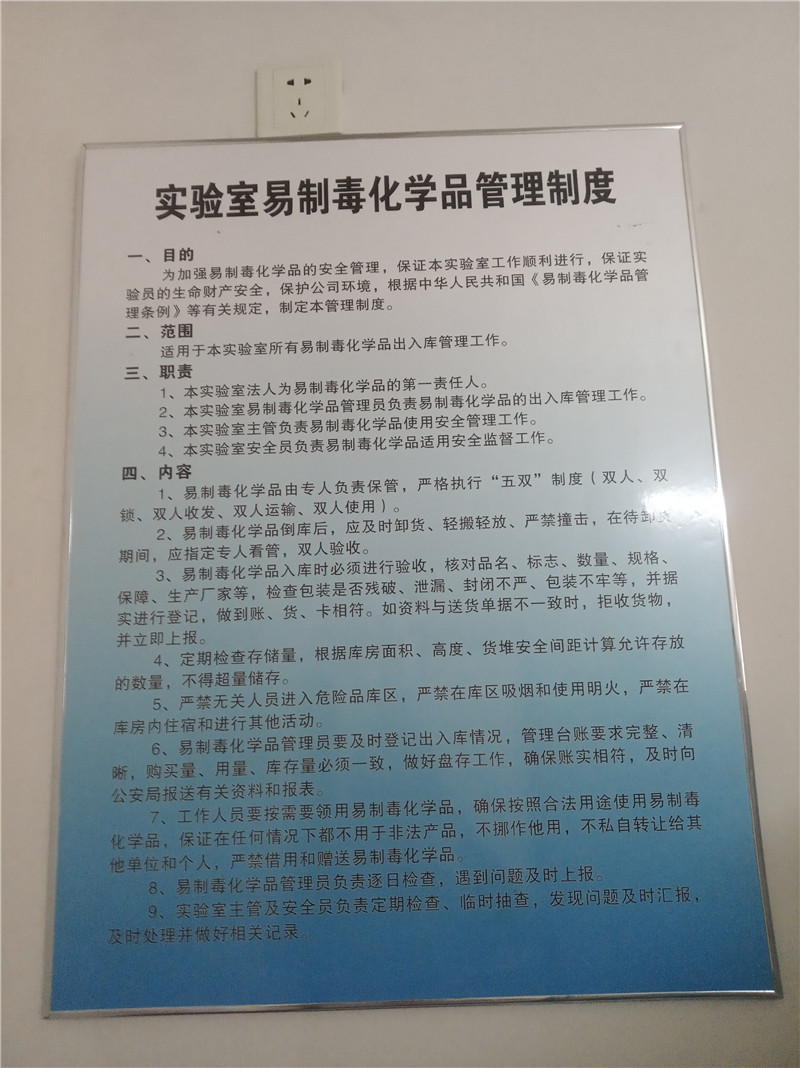 实验室易制毒化学品管理制度
一、目的
为加强易制毒化学品的安全管理，保证本实验室工作顺利进行，保证实
验员的生命财产安全，保护公司环境，根据中华人民共和国《易制毒化学品管
理条例》等有关规定，制定本管理制度。
二、范围
适用于本实验室所有易制毒化学品出入库管理工作。
三、职责
1、本实验室法人为易制毒化学品的第一责任人。
2、本实验室易制毒化学品管理员负责易制毒化学品的出入库管理工作。
3、本实验室主管负责易制毒化学品使用安全管理工作。
4、本实验室安全员负责易制毒化学品适用安全监督工作。
四、内容
1、易制毒化学品由专人负责保管，严格执行“五双”制度（双人、双
锁、双人收发、双人运输、双人使用）。
2、易制毒化学品倒库后，应及时卸货、轻搬轻放、严禁撞击，在待卸货
期间，应指定专人看管，双人验收。
3、易制毒化学品入库时必须进行验收，核对品名、标志、数量、规格、
保障、生产厂家等，检查包装是否残破、泄漏、封闭不严、包装不牢等，并据
实进行登记，做到账、货、卡相符。如资料与送货单据不一致时，拒收货物，
并立即上报。
4、定期检查存储量，根据库房面积、高度、货堆安全间距计算允许存放
的数量，不得超量储存。
5、严禁无关人员进入危险品库区，严禁在库区吸烟和使用明火，严禁在
库房内住宿和进行其他活动。
6、易制毒化学品管理员要及时登记出入库情况，管理台账要求完整、清
晰，购买量、用量、库存量必须一致，做好盘存工作，确保账实相符，及时向
公安局报送有关资料和报表。
7、工作人员要按需要领用易制毒化学品，确保按照合法用途使用易制毒
化学品，保证在任何情况下都不用于非法产品，不挪作他用，不私自转让给其
他单位和个人，严禁借用和赠送易制毒化学品。
8、易制毒化学品管理员负责逐日检查，遇到问题及时上报。
9、实验室主管及安全员负责定期检查、临时抽查，发现问题及时汇报，
及时处理并做好相关记录。